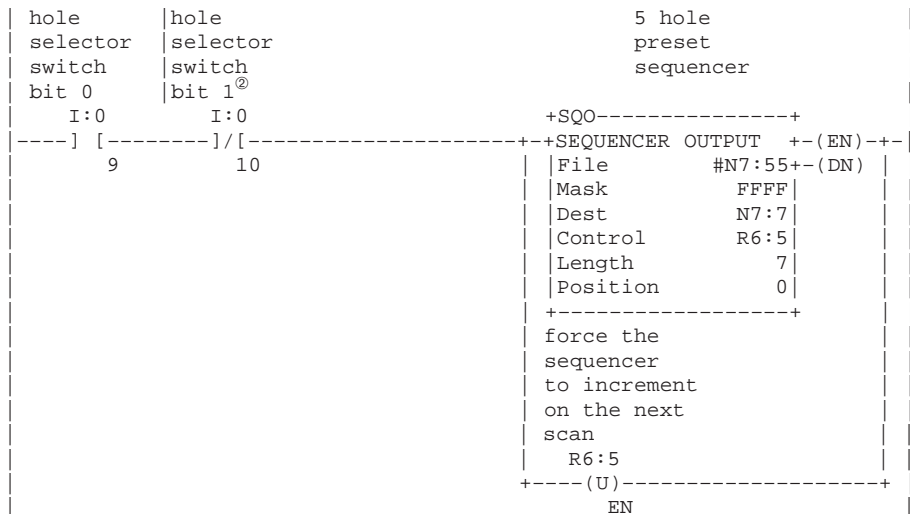 | hole      |hole                              5 hole              |
| selector  |selector                          preset
| switch    |switch                            sequencer
| bit 0     |bit 1②                                                |
|    I:0         I:0                       +SQO---------------+
|----] [--------]/[---------------------+-+SEQUENCER OUTPUT  +-(EN)-+-|
|       9         10                    | |File        #N7:55+-(DN) |
|                                       | |Mask          FFFF|      | |
|                                       | |Dest          N7:7|      | |
|                                       | |Control       R6:5|      | |
|                                       | |Length           7|      | |
|                                       | |Position         0|      | |
|                                       | +------------------+      |
|                                       | force the                 | |
|                                       | sequencer                 | |
|                                       | to increment              | |
|                                       | on the next               | |
|                                       | scan                      | |
|                                       |   R6:5                    | |
|                                       +----(U)--------------------+
|                                             EN                      |